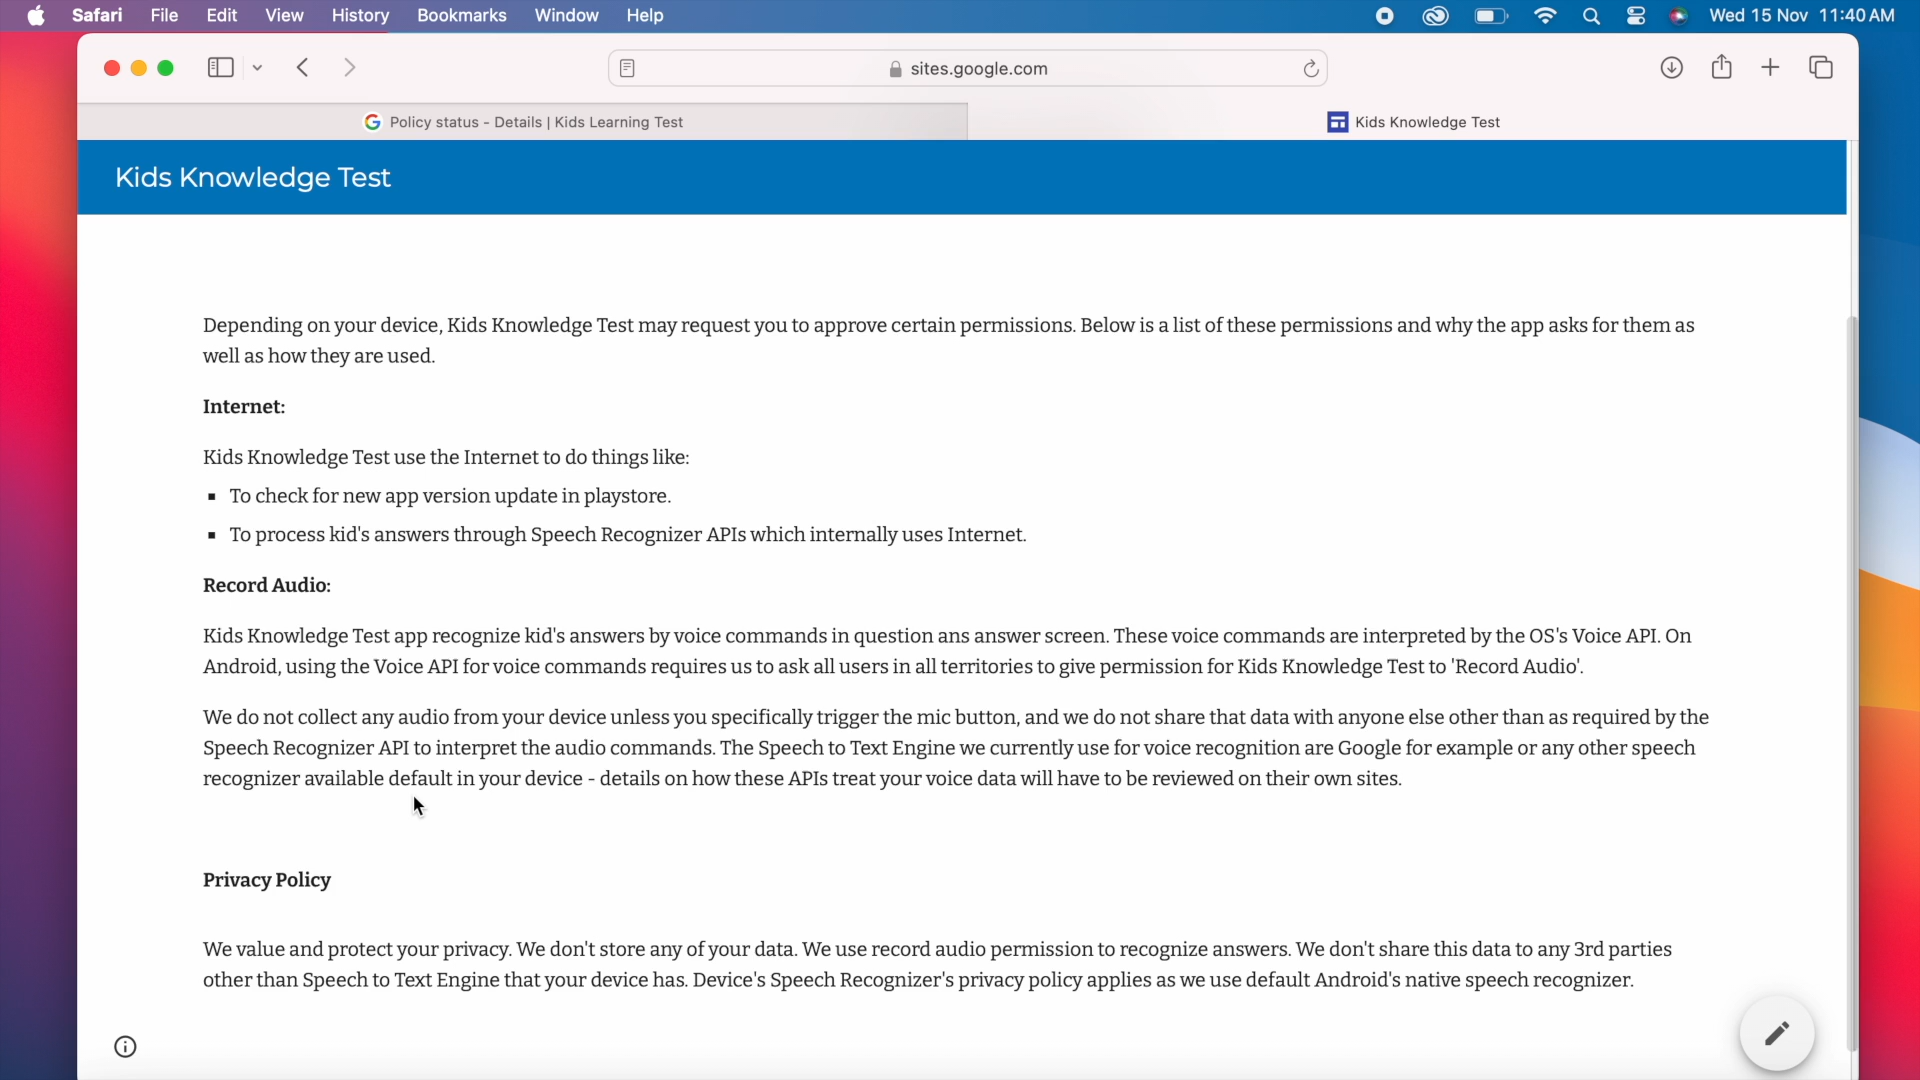 Safari File Edit View History Bookmarks Window Help Wed 15 Nov 11:40 AM
sites.google.com
Policy status - Details | Kids Learning Test
Kids Knowledge Test
Kids Knowledge Test
Depending on your device, Kids Knowledge Test may request you to approve certain permissions. Below is a list of these permissions and why the app asks for them as
well as how they are used.
Internet:
Kids Knowledge Test use the Internet to do things like:
▪ To check for new app version update in playstore.
▪ To process kid's answers through Speech Recognizer APIs which internally uses Internet.
Record Audio:
Kids Knowledge Test app recognize kid's answers by voice commands in question ans answer screen. These voice commands are interpreted by the OS's Voice API. On
Android, using the Voice API for voice commands requires us to ask all users in all territories to give permission for Kids Knowledge Test to 'Record Audio'.
We do not collect any audio from your device unless you specifically trigger the mic button, and we do not share that data with anyone else other than as required by the
Speech Recognizer API to interpret the audio commands. The Speech to Text Engine we currently use for voice recognition are Google for example or any other speech
recognizer available default in your device - details on how these APIs treat your voice data will have to be reviewed on their own sites.
Privacy Policy
We value and protect your privacy. We don't store any of your data. We use record audio permission to recognize answers. We don't share this data to any 3rd parties
other than Speech to Text Engine that your device has. Device's Speech Recognizer's privacy policy applies as we use default Android's native speech recognizer.